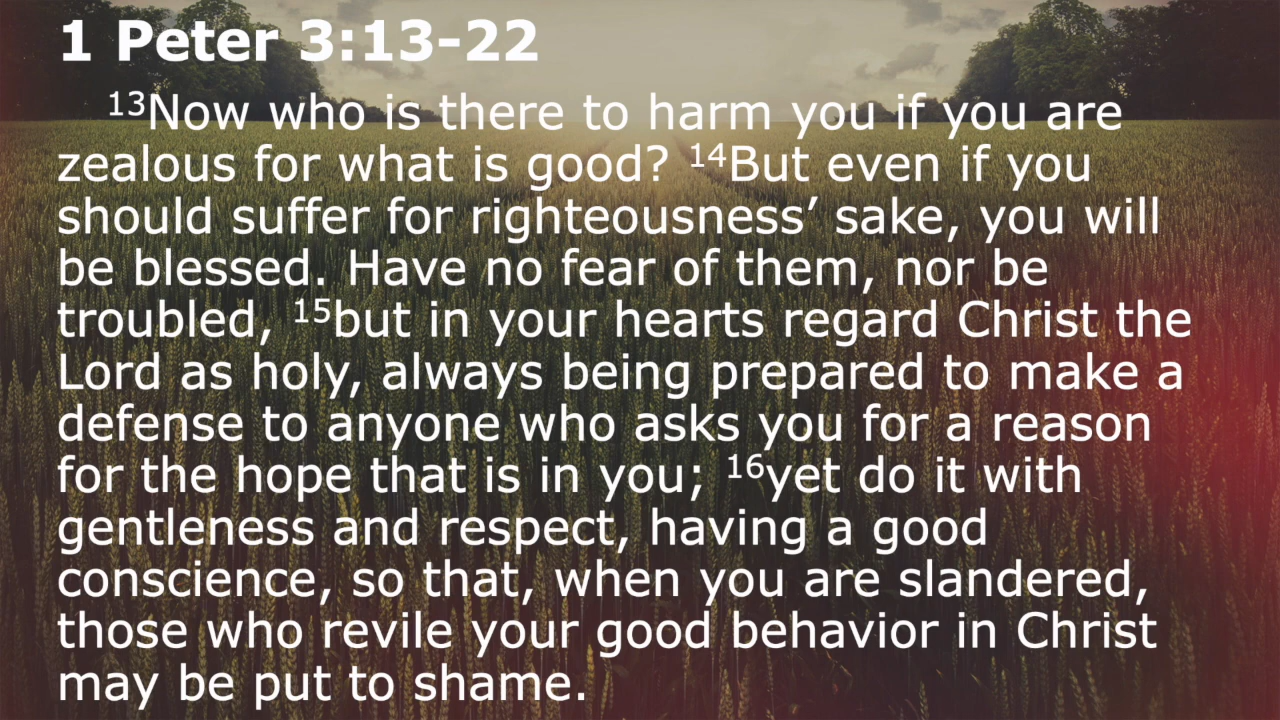 1 Peter 3:13-22
13Now who is there to harm you if you are
zealous for what is good? 14But even if you
should suffer for righteousness’ sake, you will
be blessed. Have no fear of them, nor be
troubled, 15but in your hearts regard Christ the
Lord as holy, always being prepared to make a
defense to anyone who asks you for a reason
for the hope that is in you; 16yet do it with
gentleness and respect, having a good
conscience, so that, when you are slandered,
those who revile your good behavior in Christ
may be put to shame.